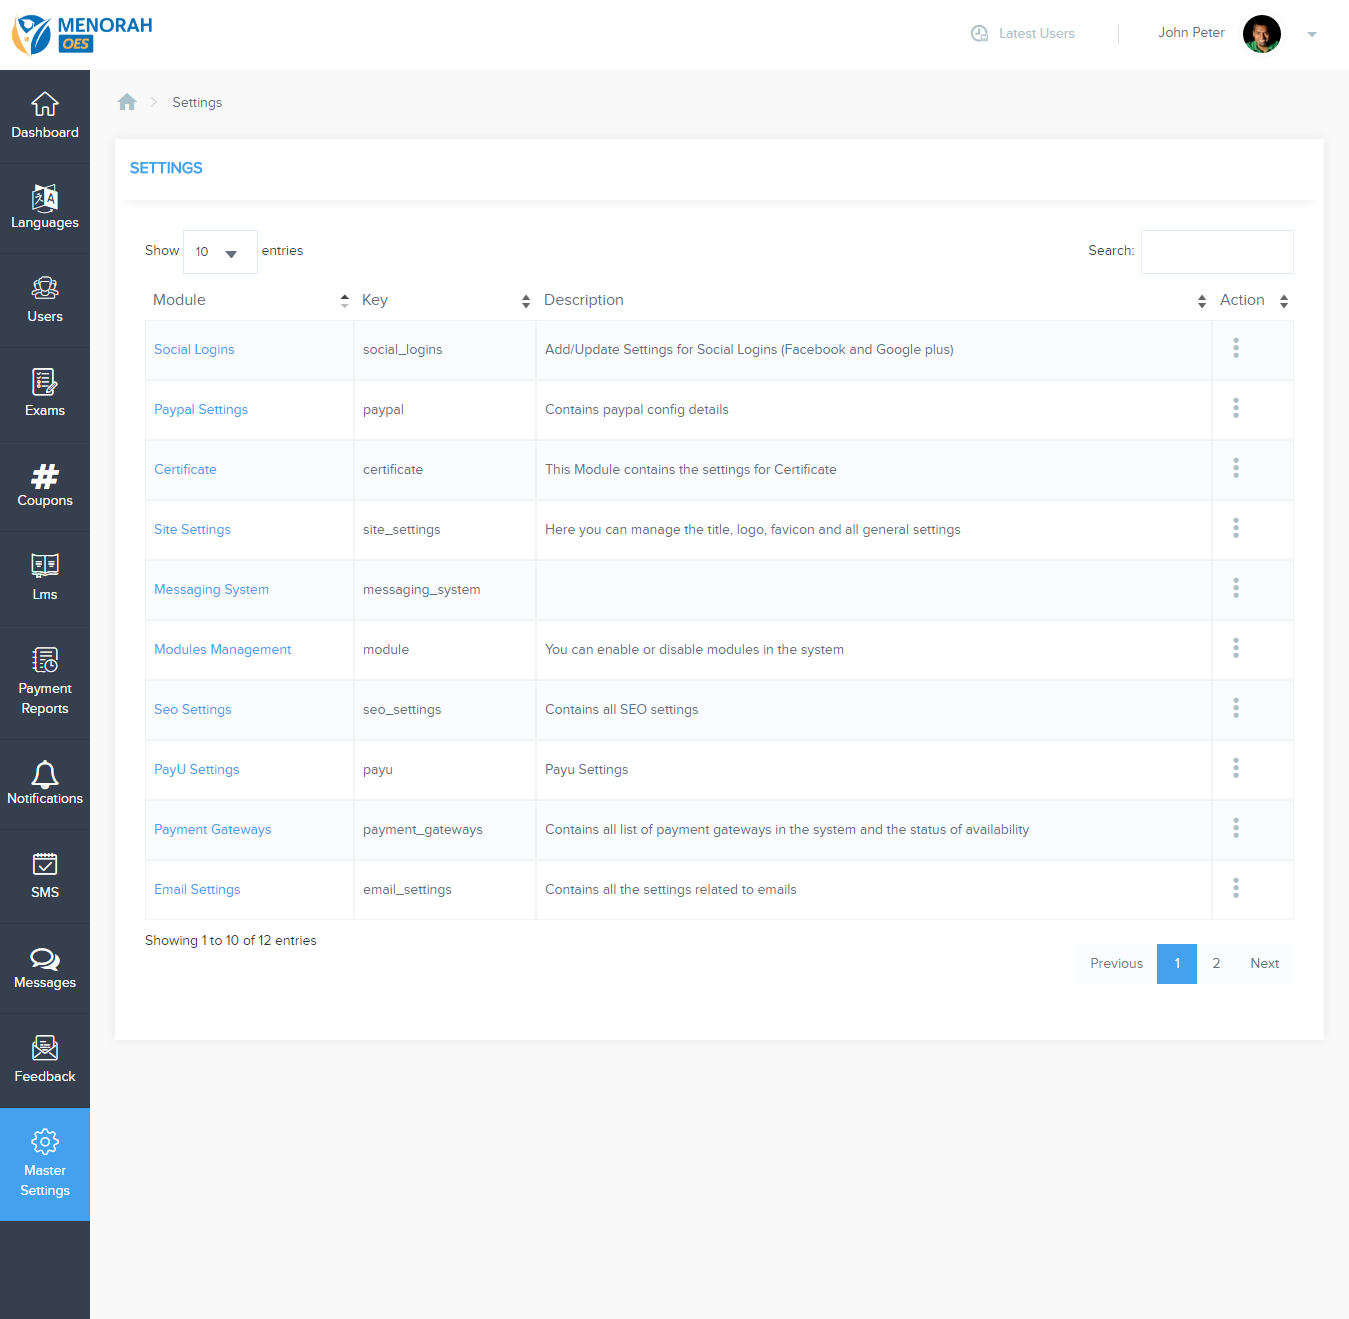 MENORAH
OES
Latest Users
John Peter
Dashboard
Languages
Users
Exams
Coupons
Lms
Payment
Reports
Notifications
SMS
Messages
Feedback
Master
Settings
Settings
SETTINGS
Show 10 entries
Search:
Module Key Description Action
Social Logins social_logins Add/Update Settings for Social Logins (Facebook and Google plus)
Paypal Settings paypal Contains paypal config details
Certificate certificate This Module contains the settings for Certificate
Site Settings site_settings Here you can manage the title, logo, favicon and all general settings
Messaging System messaging_system
Modules Management module You can enable or disable modules in the system
Seo Settings seo_settings Contains all SEO settings
PayU Settings payu Payu Settings
Payment Gateways payment_gateways Contains all list of payment gateways in the system and the status of availability
Email Settings email_settings Contains all the settings related to emails
Showing 1 to 10 of 12 entries
Previous 1 2 Next